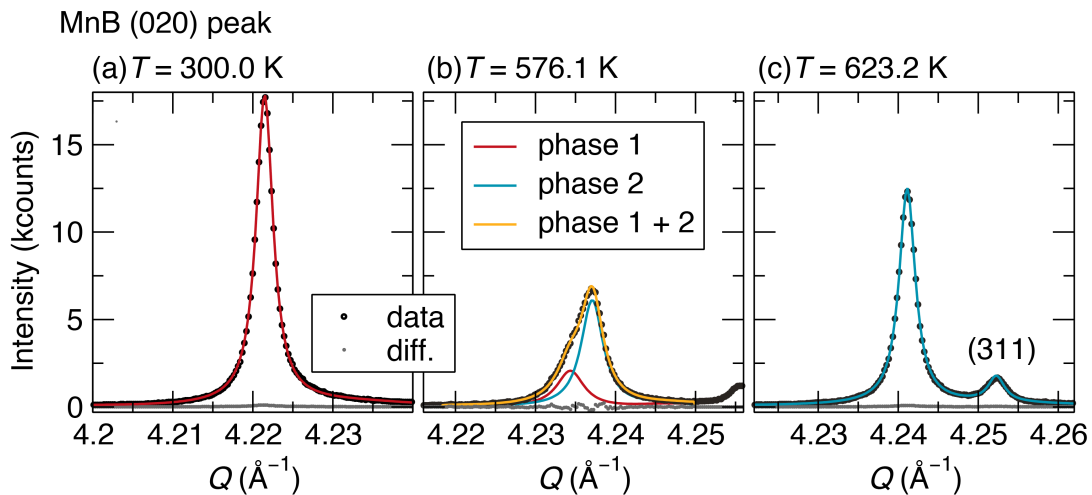 MnB (020) peak
(a) T = 300.0 K
(b) T = 576.1 K
(c) T = 623.2 K
Intensity (kcounts)
15
10
5
0
phase 1
phase 2
phase 1 + 2
data
diff.
(311)
4.2
4.21
4.22
4.23
4.22
4.23
4.24
4.25
4.23
4.24
4.25
4.26
Q (Å⁻¹)
Q (Å⁻¹)
Q (Å⁻¹)